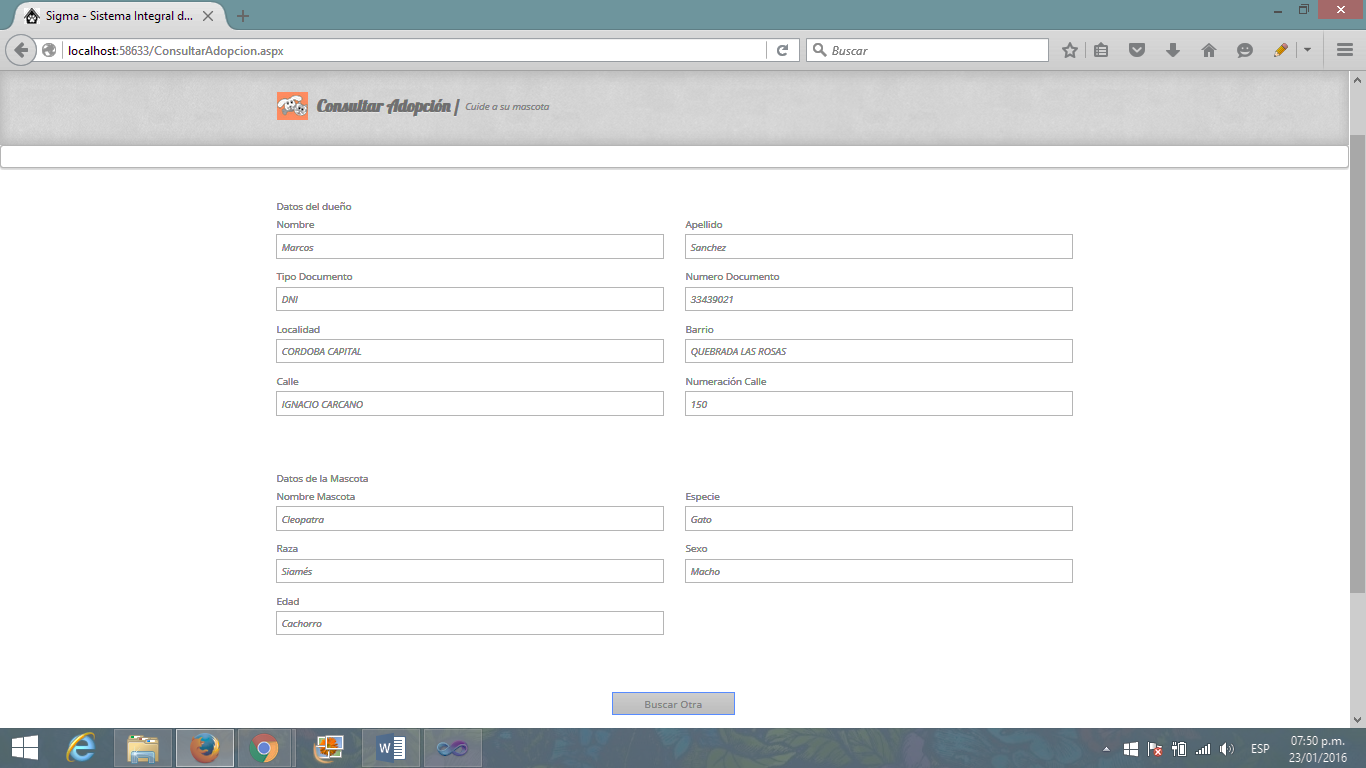 Sigma - Sistema Integral d...
localhost:58633/ConsultarAdopcion.aspx
Buscar
Consultar Adopción | Cuide a su mascota
Datos del dueño
Nombre
Apellido
Marcos
Sanchez
Tipo Documento
Numero Documento
DNI
33439021
Localidad
Barrio
CORDOBA CAPITAL
QUEBRADA LAS ROSAS
Calle
Numeración Calle
IGNACIO CARCANO
150
Datos de la Mascota
Nombre Mascota
Especie
Cleopatra
Gato
Raza
Sexo
Siamés
Macho
Edad
Cachorro
Buscar Otra
ESP
07:50 p.m.
23/01/2016